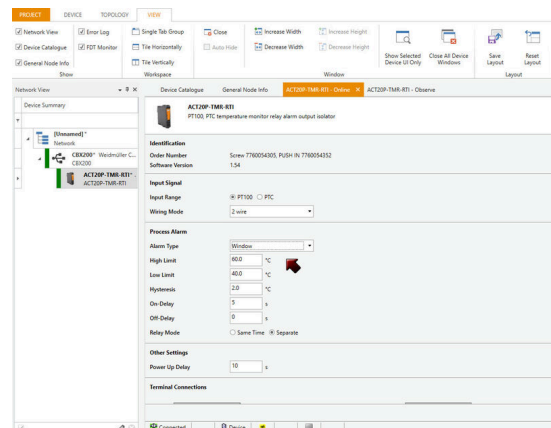 PROJECT DEVICE TOPOLOGY VIEW
Network View Error Log Single Tab Group Close Increase Width Increase Height
Device Catalogue FDT Monitor Tile Horizontally Auto Hide Decrease Width Decrease Height Show Selected Device UI Only Close All Device Windows Save Layout Reset Layout
General Node Info Tile Vertically
Show Workspace Window Layout
Network View Device Catalogue General Node Info ACT20P-TMR-RTI - Online ACT20P-TMR-RTI - Observe
Device Summary
ACT20P-TMR-RTI
PT100, PTC temperature monitor relay alarm output isolator
[Unnamed]*
Network
CBX200* Weidmüller C...
CBX200
ACT20P-TMR-RTI* .
ACT20P-TMR-RTI
Identification
Order Number Screw 7760054305, PUSH IN 7760054352
Software Version 1.54
Input Signal
Input Range PT100 PTC
Wiring Mode 2 wire
Process Alarm
Alarm Type Window
High Limit 60.0 °C
Low Limit 40.0 °C
Hysteresis 2.0 °C
On-Delay 5 s
Off-Delay 0 s
Relay Mode Same Time Separate
Other Settings
Power Up Delay 10 s
Terminal Connections
Connected Device